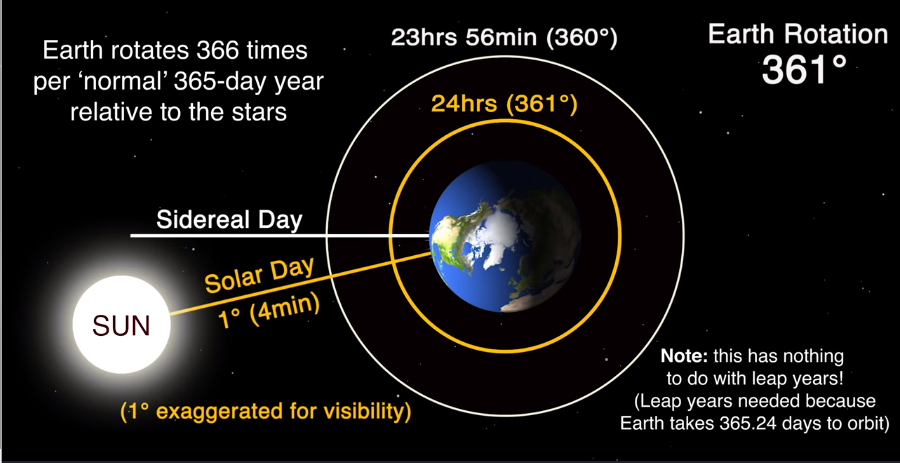 Earth rotates 366 times
per ‘normal’ 365-day year
relative to the stars
23hrs 56min (360°)
Earth Rotation
361°
24hrs (361°)
Sidereal Day
Solar Day
1° (4min)
SUN
(1° exaggerated for visibility)
Note: this has nothing
to do with leap years!
(Leap years needed because
Earth takes 365.24 days to orbit)